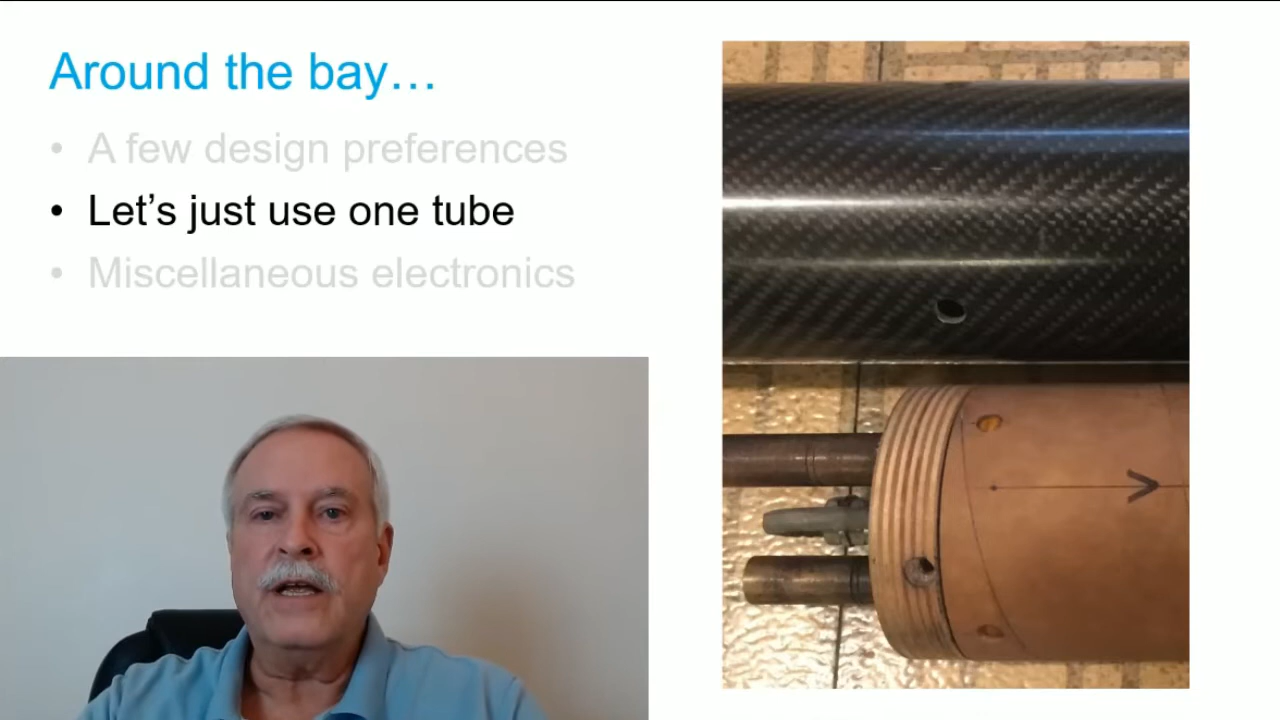 Around the bay…
• A few design preferences
• Let’s just use one tube
• Miscellaneous electronics